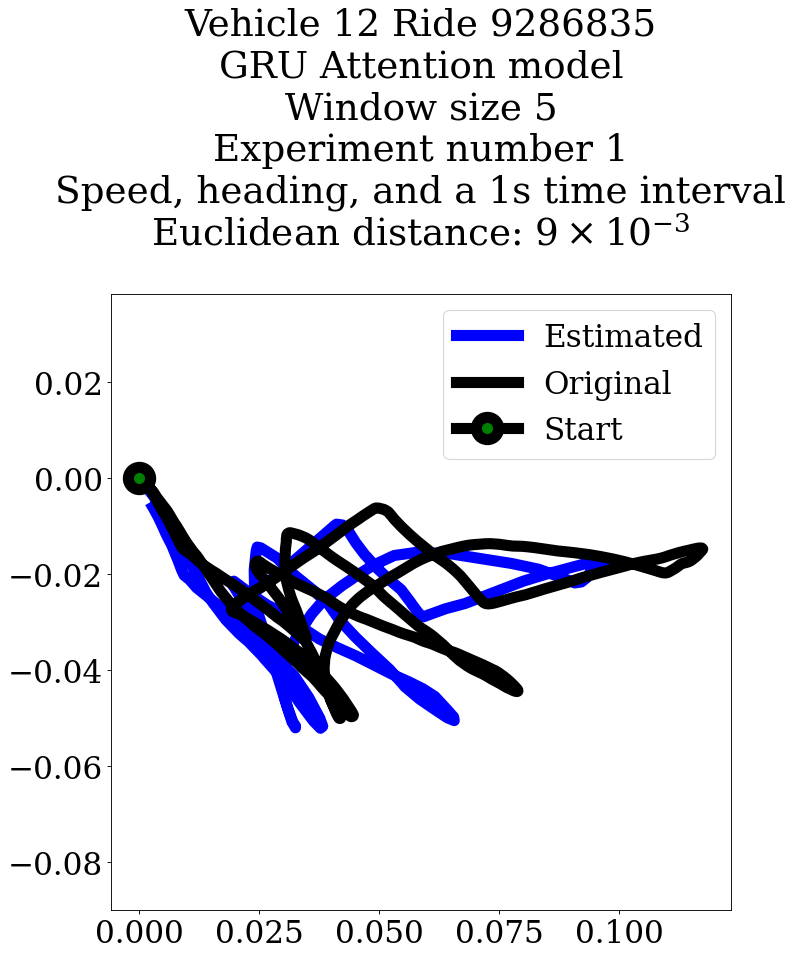 Vehicle 12 Ride 9286835
GRU Attention model
Window size 5
Experiment number 1
Speed, heading, and a 1s time interval
Euclidean distance: 9 × 10⁻³
Estimated
Original
Start
0.02
0.00
−0.02
−0.04
−0.06
−0.08
0.000 0.025 0.050 0.075 0.100